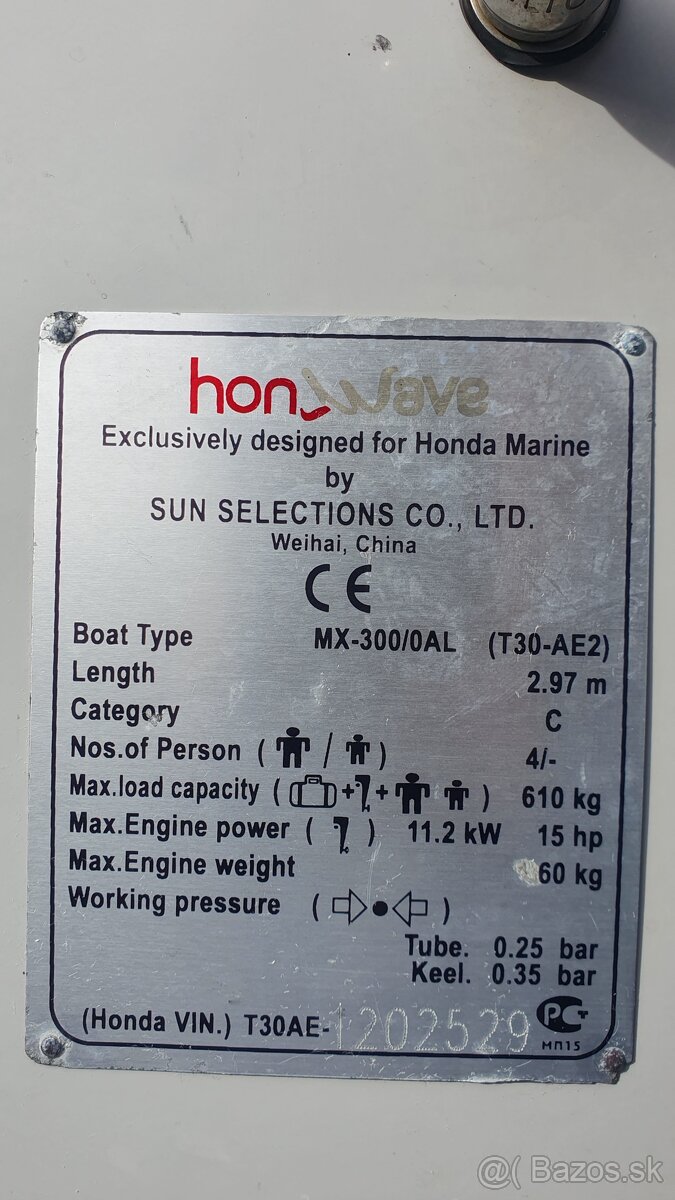 honwave
Exclusively designed for Honda Marine
by
SUN SELECTIONS CO., LTD.
Weihai, China
CE
Boat Type MX-300/0AL (T30-AE2)
Length 2.97 m
Category C
Nos.of Person ( / ) 4/-
Max.load capacity ( + + ) 610 kg
Max.Engine power ( ) 11.2 kW 15 hp
Max.Engine weight 60 kg
Working pressure ( )
Tube. 0.25 bar
Keel. 0.35 bar
(Honda VIN.) T30AE-1202529
МП15
@( Bazos.sk